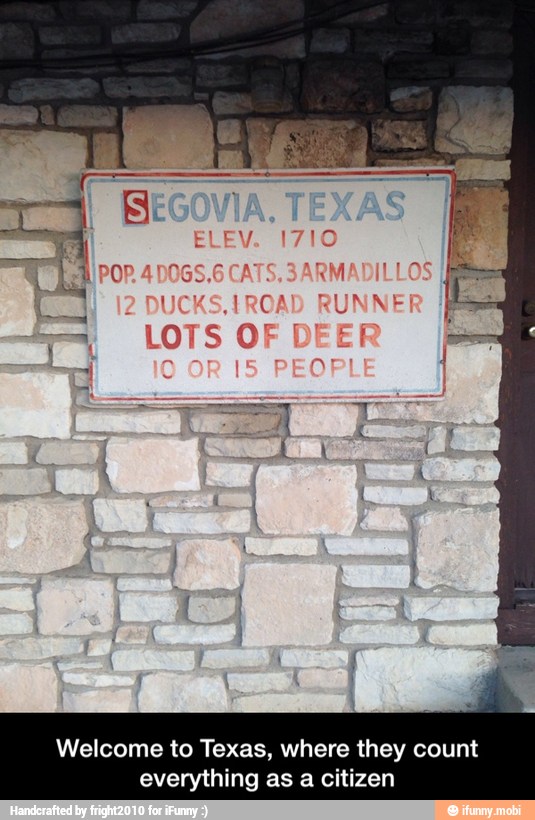 SEGOVIA, TEXAS
ELEV. 1710
POP. 4 DOGS, 6 CATS, 3 ARMADILLOS
12 DUCKS, 1 ROAD RUNNER
LOTS OF DEER
10 OR 15 PEOPLE
Welcome to Texas, where they count
everything as a citizen
Handcrafted by fright2010 for iFunny :)
ifunny.mobi